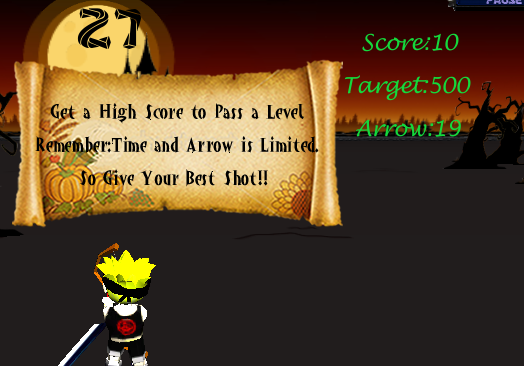 27
PAUSE
Score:10
Target:500
Arrow:19
Get a High Score to Pass a Level
Remember:Time and Arrow is Limited.
So Give Your Best Shot!!